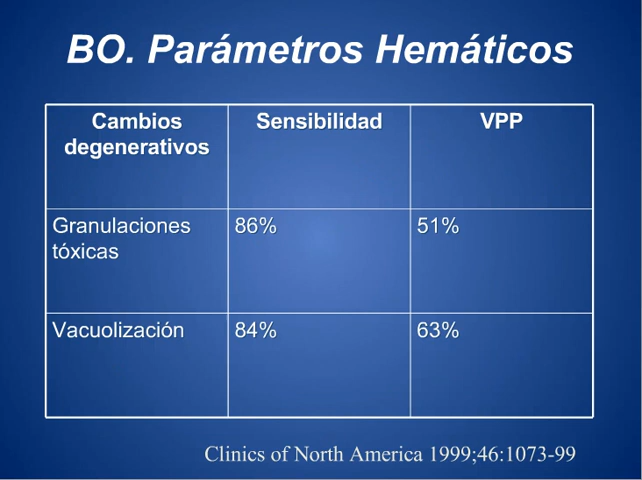 BO. Parámetros Hemáticos
Cambios degenerativos Sensibilidad VPP
Granulaciones tóxicas 86% 51%
Vacuolización 84% 63%
Clinics of North America 1999;46:1073-99